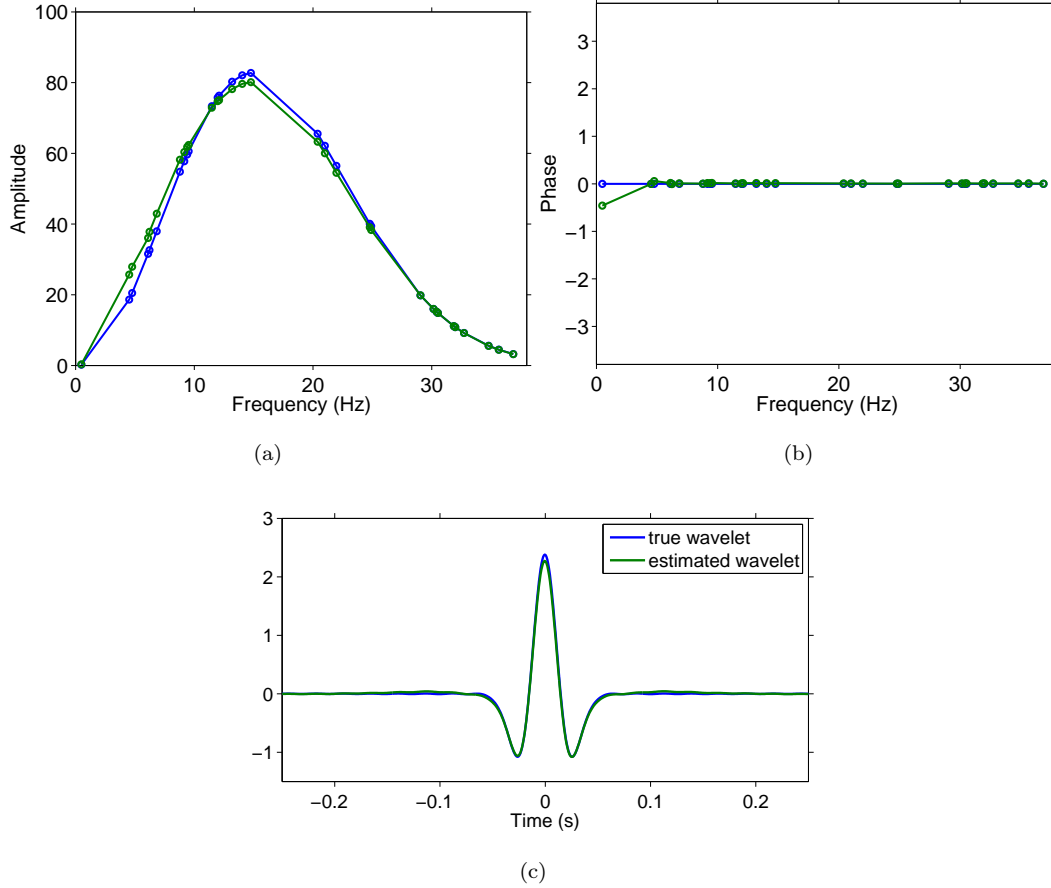 100
80
60
40
20
0
Amplitude
0 10 20 30
Frequency (Hz)
(a)
3
2
1
0
−1
−2
−3
Phase
0 10 20 30
Frequency (Hz)
(b)
3
2
1
0
−1
true wavelet
estimated wavelet
−0.2 −0.1 0 0.1 0.2
Time (s)
(c)